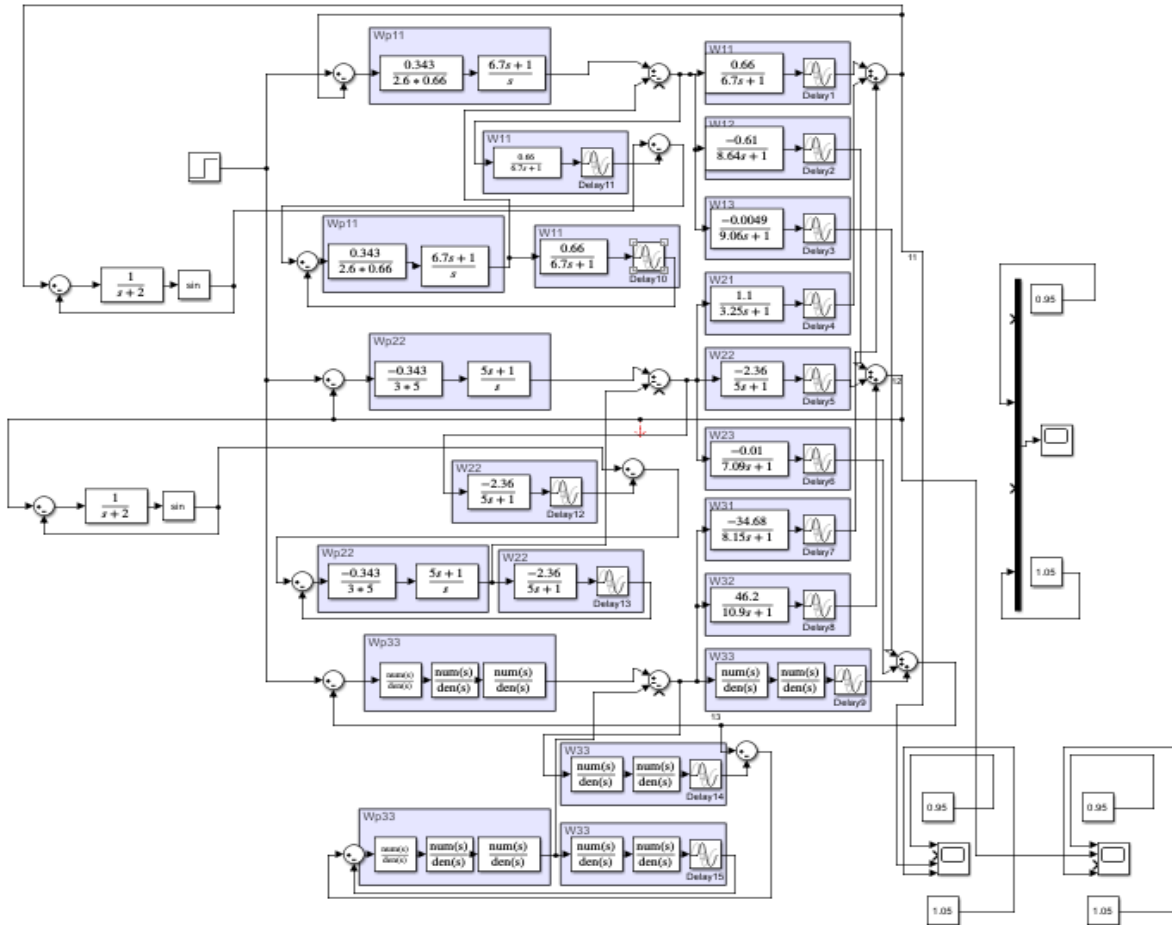 Wp11
0.343
2.6 * 0.66
6.7s + 1
s
W11
0.66
6.7s + 1
Delay1
W12
-0.61
8.64s + 1
Delay2
W11
0.66
6.7s + 1
Delay11
W13
-0.0049
9.06s + 1
Delay3
Wp11
0.343
2.6 * 0.66
6.7s + 1
s
W11
0.66
6.7s + 1
Delay10
11
1
s + 2
sin
W21
1.1
3.25s + 1
Delay4
0.95
Wp22
-0.343
3 * 5
5s + 1
s
W22
-2.36
5s + 1
Delay5
12
W23
-0.01
7.09s + 1
Delay6
W22
-2.36
5s + 1
Delay12
1
s + 2
sin
W31
-34.68
8.15s + 1
Delay7
Wp22
-0.343
3 * 5
5s + 1
s
W22
-2.36
5s + 1
Delay13
W32
46.2
10.9s + 1
Delay8
1.05
Wp33
num(s)
den(s)
num(s)
den(s)
num(s)
den(s)
W33
num(s)
den(s)
num(s)
den(s)
Delay9
13
W33
num(s)
den(s)
num(s)
den(s)
Delay14
Wp33
num(s)
den(s)
num(s)
den(s)
num(s)
den(s)
W33
num(s)
den(s)
num(s)
den(s)
Delay15
0.95
0.95
1.05
1.05